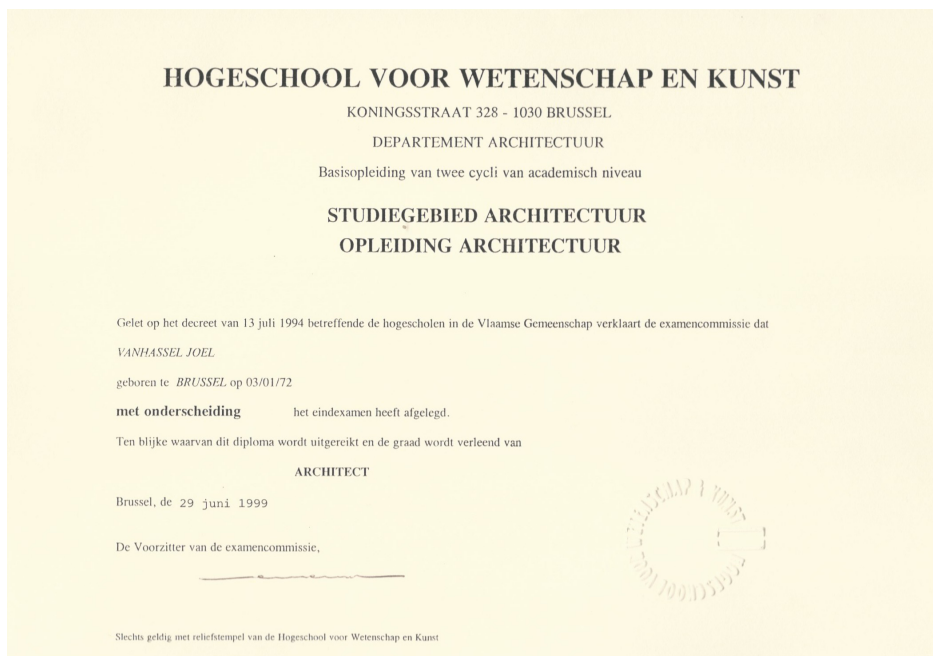 HOGESCHOOL VOOR WETENSCHAP EN KUNST
KONINGSSTRAAT 328 - 1030 BRUSSEL
DEPARTEMENT ARCHITECTUUR
Basisopleiding van twee cycli van academisch niveau
STUDIEGEBIED ARCHITECTUUR
OPLEIDING ARCHITECTUUR
Gelet op het decreet van 13 juli 1994 betreffende de hogescholen in de Vlaamse Gemeenschap verklaart de examencommissie dat
VANHASSEL JOEL
geboren te BRUSSEL op 03/01/72
met onderscheiding het eindexamen heeft afgelegd.
Ten blijke waarvan dit diploma wordt uitgereikt en de graad wordt verleend van
ARCHITECT
Brussel, de 29 juni 1999
De Voorzitter van de examencommissie,
HOGESCHOOL VOOR WETENSCHAP & KUNST
Slechts geldig met reliefstempel van de Hogeschool voor Wetenschap en Kunst